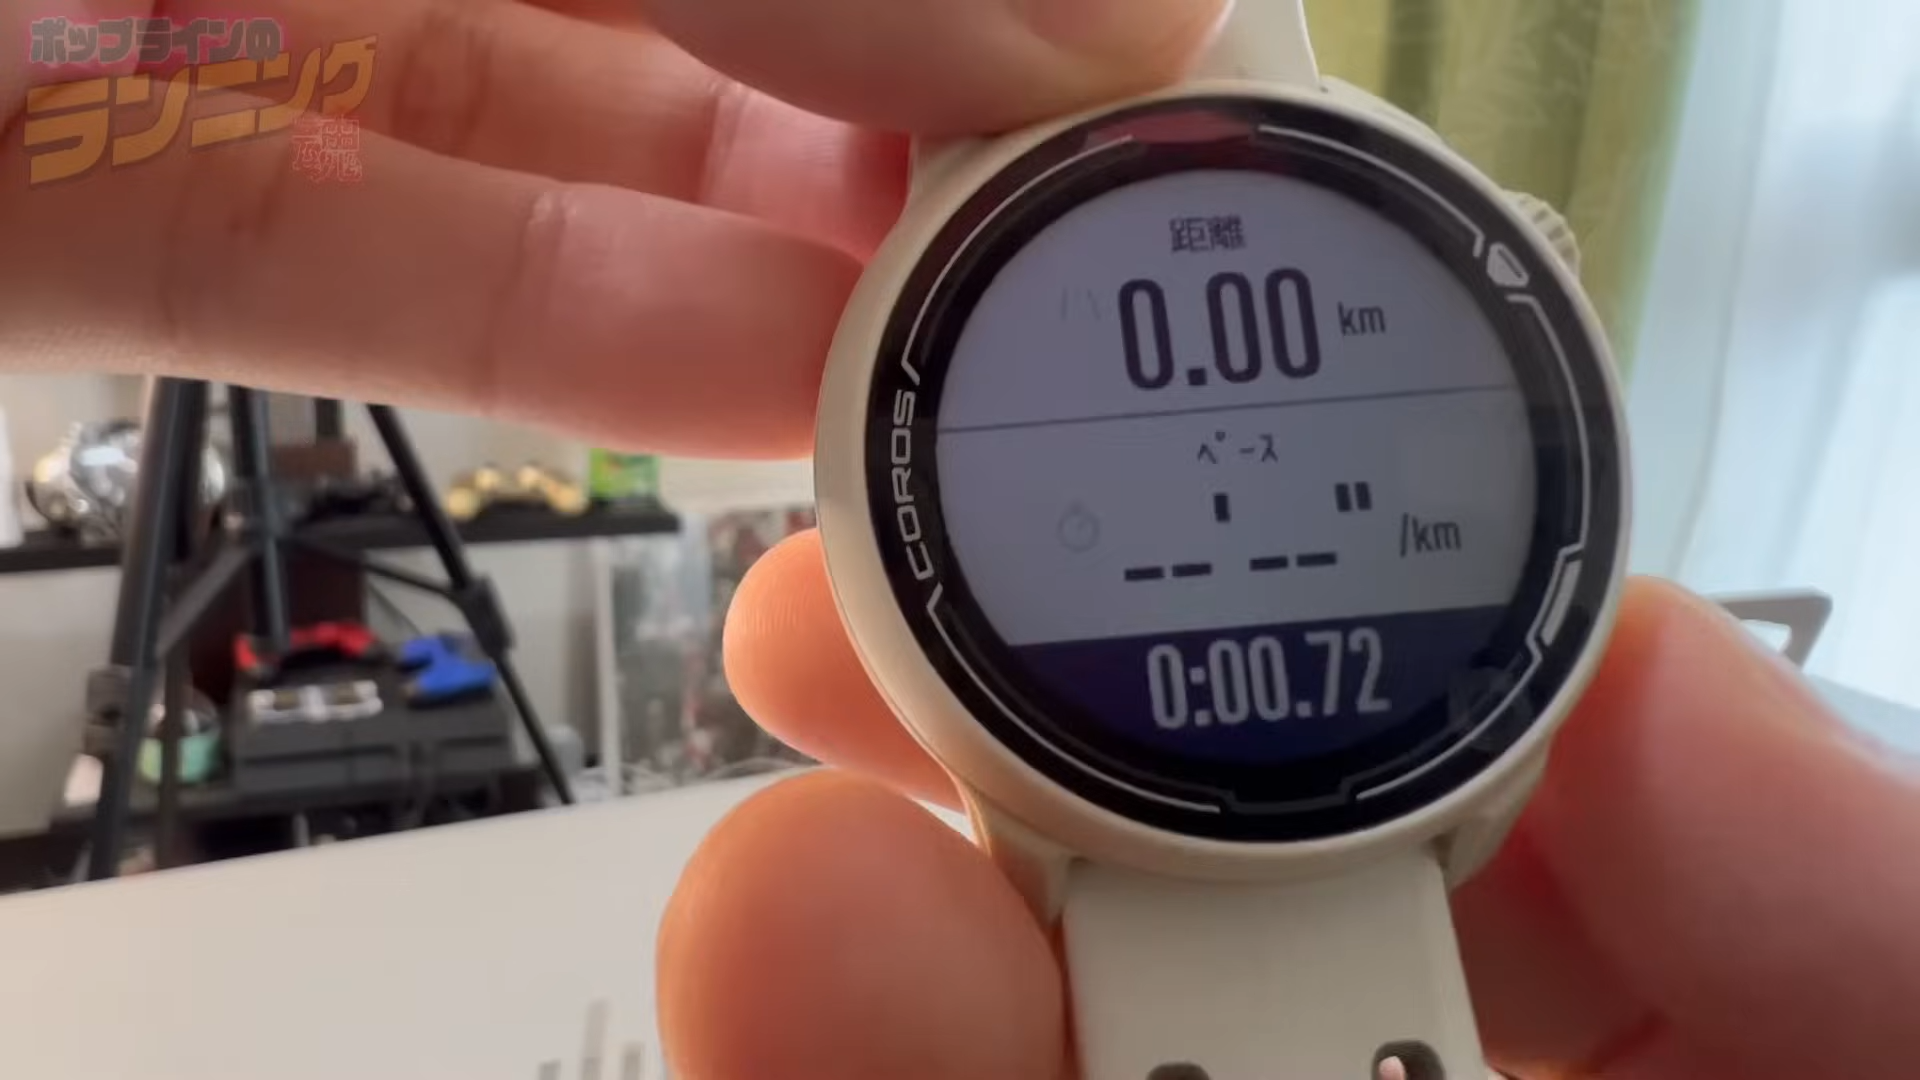 ポップラインの
ランニング
魂
COROS
距離
0.00 km
ペース
--'--" /km
0:00.72